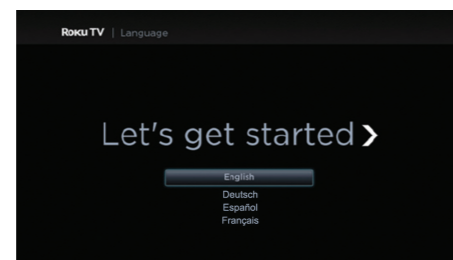 Roku TV | Language
Let's get started
English
Deutsch
Español
Français